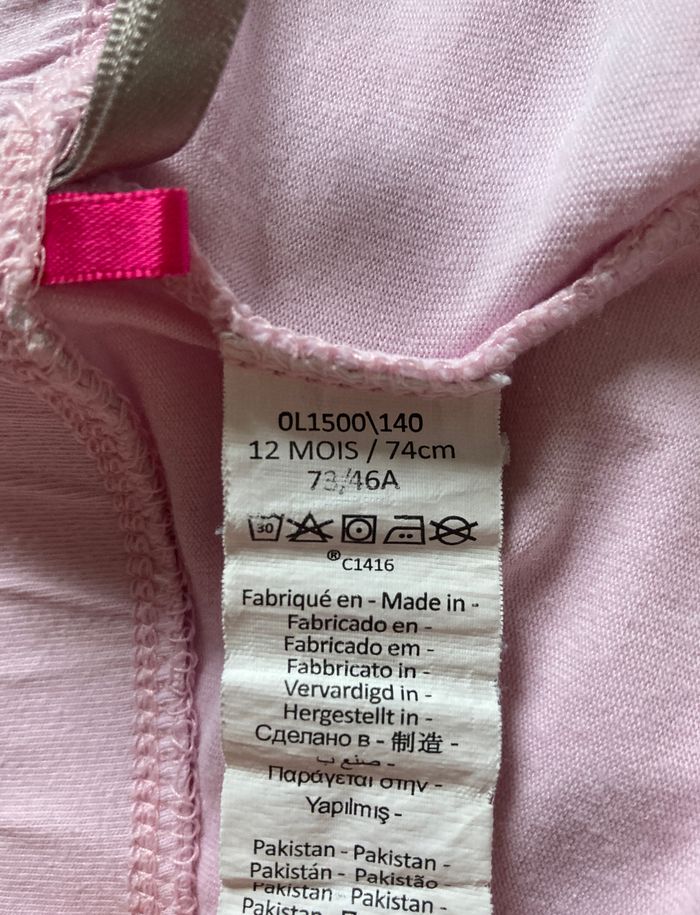 0L1500\140
12 MOIS / 74cm
73/46A
30
®C1416
Fabriqué en - Made in -
Fabricado en -
Fabricado em -
Fabbricato in -
Vervardigd in -
Hergestellt in -
Сделано в - 制造 -
صنع ب -
Παράγεται στην -
Yapılmış -
Pakistan - Pakistan -
Pakistán - Paquistão -
Pakistan - Pakistan -
Pakistan -